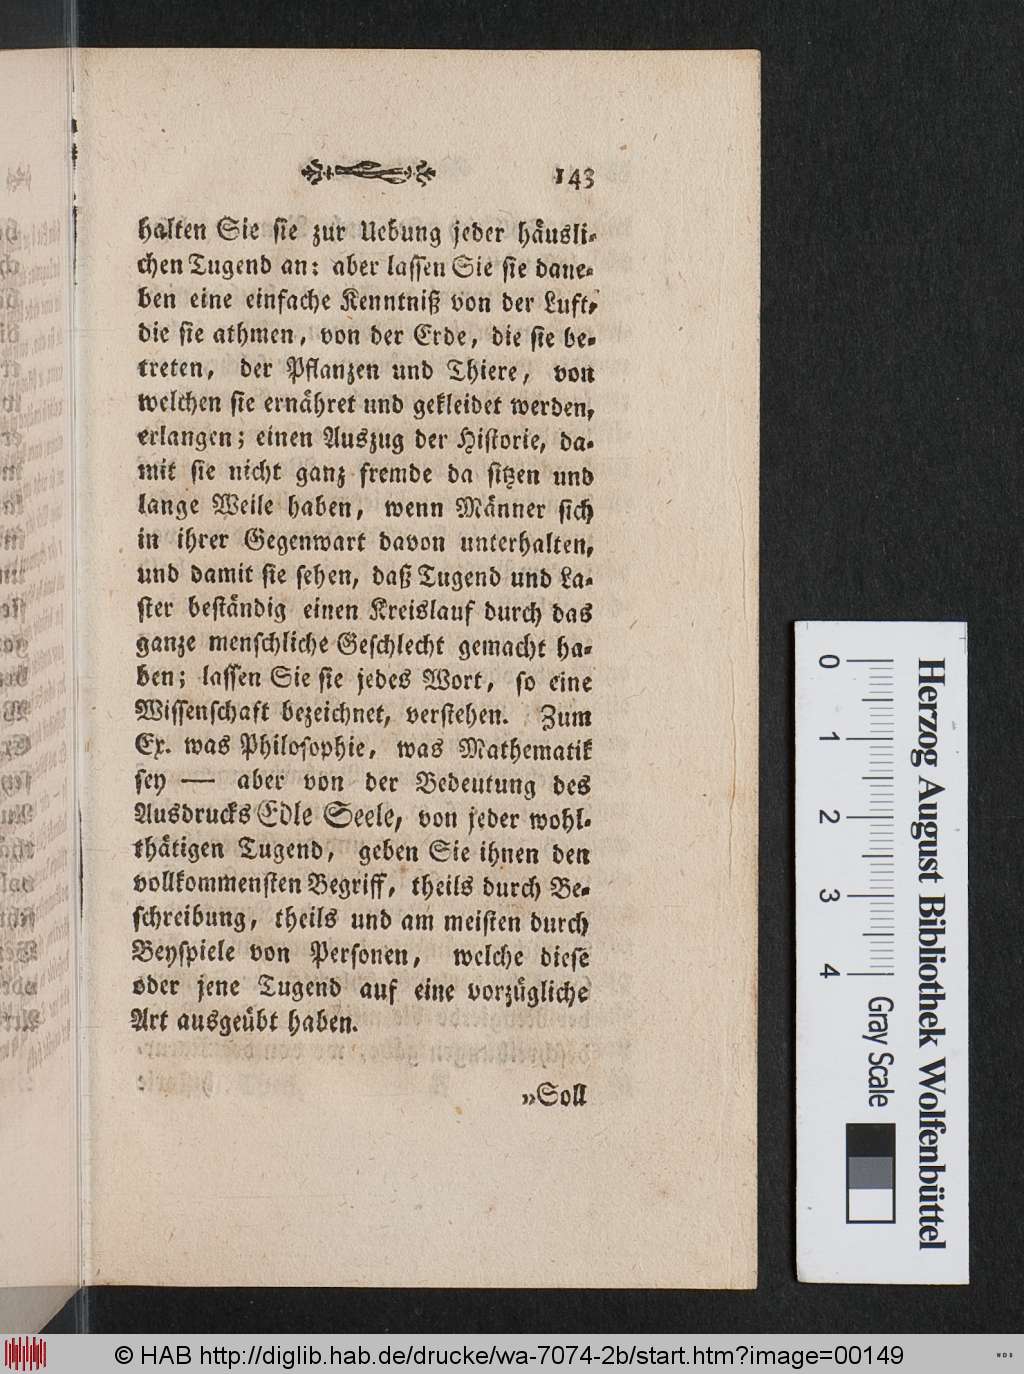 143
halten Sie sie zur Uebung jeder häusli-
chen Tugend an: aber lassen Sie sie dane-
ben eine einfache Kenntniß von der Luft,
die sie athmen, von der Erde, die sie be-
treten, der Pflanzen und Thiere, von
welchen sie ernähret und gekleidet werden,
erlangen; einen Auszug der Historie, da-
mit sie nicht ganz fremde da sitzen und
lange Weile haben, wenn Männer sich
in ihrer Gegenwart davon unterhalten,
und damit sie sehen, daß Tugend und La-
ster beständig einen Kreislauf durch das
ganze menschliche Geschlecht gemacht ha-
ben; lassen Sie sie jedes Wort, so eine
Wissenschaft bezeichnet, verstehen. Zum
Ex. was Philosophie, was Mathematik
sey — aber von der Bedeutung des
Ausdrucks Edle Seele, von jeder wohl-
thätigen Tugend, geben Sie ihnen den
vollkommensten Begriff, theils durch Be-
schreibung, theils und am meisten durch
Beyspiele von Personen, welche diese
oder jene Tugend auf eine vorzügliche
Art ausgeübt haben.
„Soll
0 1 2 3 4
Gray Scale
Herzog August Bibliothek Wolfenbüttel
© HAB http://diglib.hab.de/drucke/wa-7074-2b/start.htm?image=00149
WDB